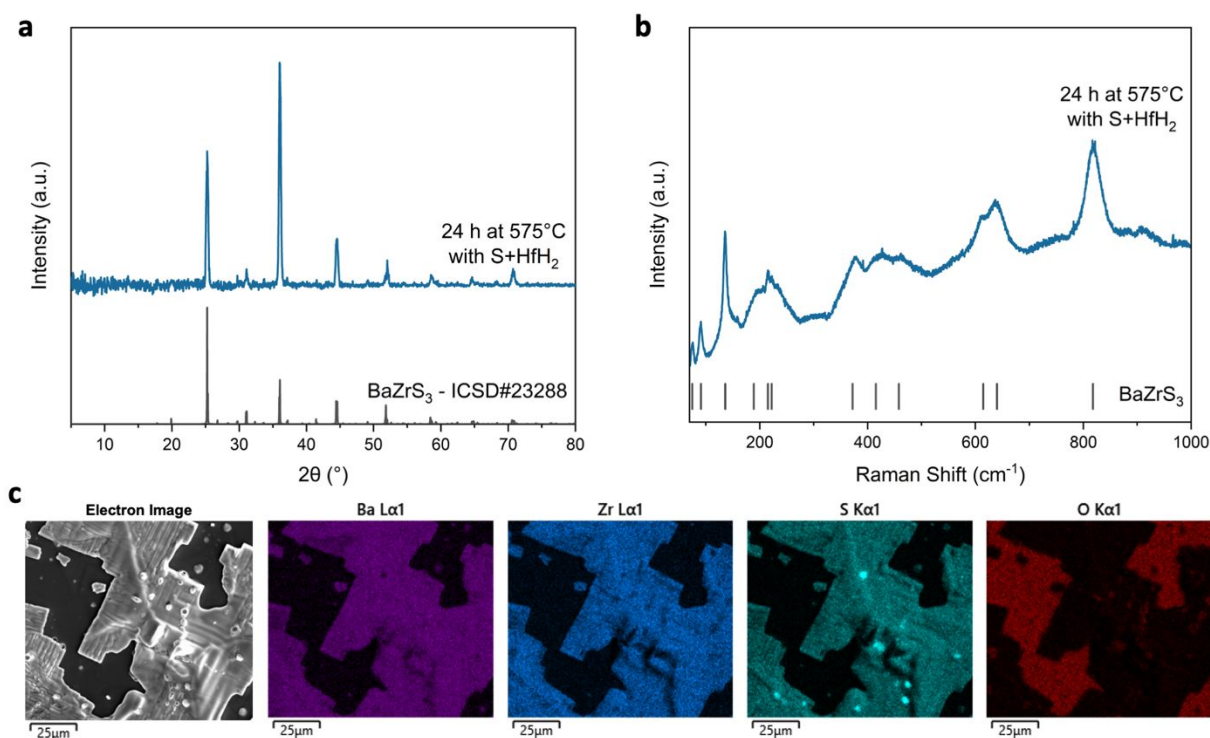 a
Intensity (a.u.)
24 h at 575°C
with S+HfH₂
BaZrS₃ - ICSD#23288
10 20 30 40 50 60 70 80
2θ (°)
b
Intensity (a.u.)
24 h at 575°C
with S+HfH₂
BaZrS₃
200 400 600 800 1000
Raman Shift (cm⁻¹)
c
Electron Image
Ba Lα1
Zr Lα1
S Kα1
O Kα1
25µm
25µm
25µm
25µm
25µm